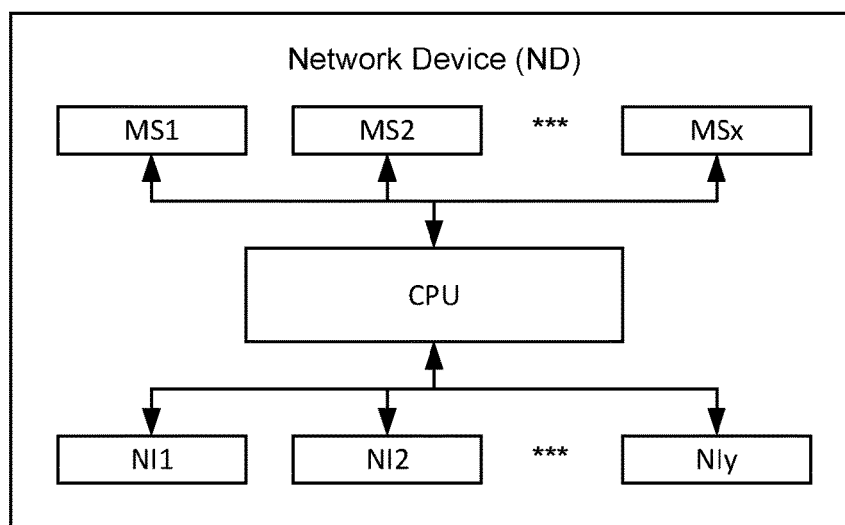 Network Device (ND)
MS1 MS2 *** MSx
CPU
NI1 NI2 *** NIy